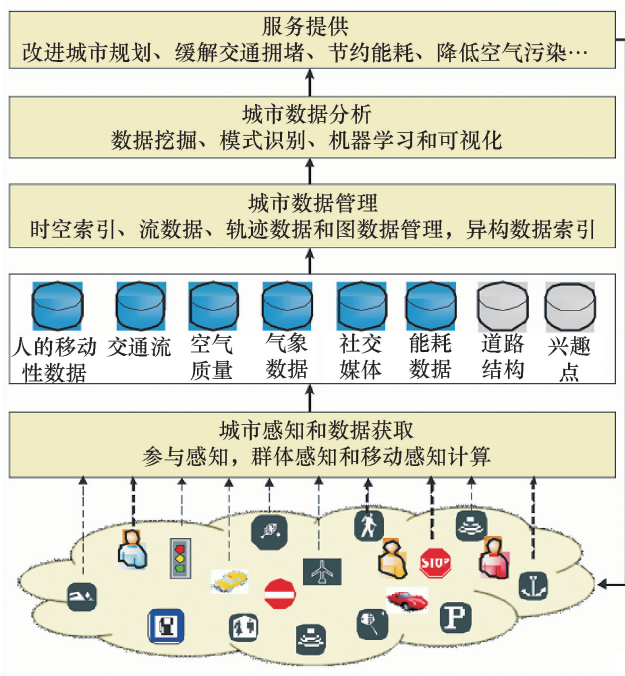 服务提供
改进城市规划、缓解交通拥堵、节约能耗、降低空气污染…
城市数据分析
数据挖掘、模式识别、机器学习和可视化
城市数据管理
时空索引、流数据、轨迹数据和图数据管理，异构数据索引
人的移动
性数据
交通流
空气
质量
气象
数据
社交
媒体
能耗
数据
道路
结构
兴趣
点
城市感知和数据获取
参与感知，群体感知和移动感知计算
STOP
P